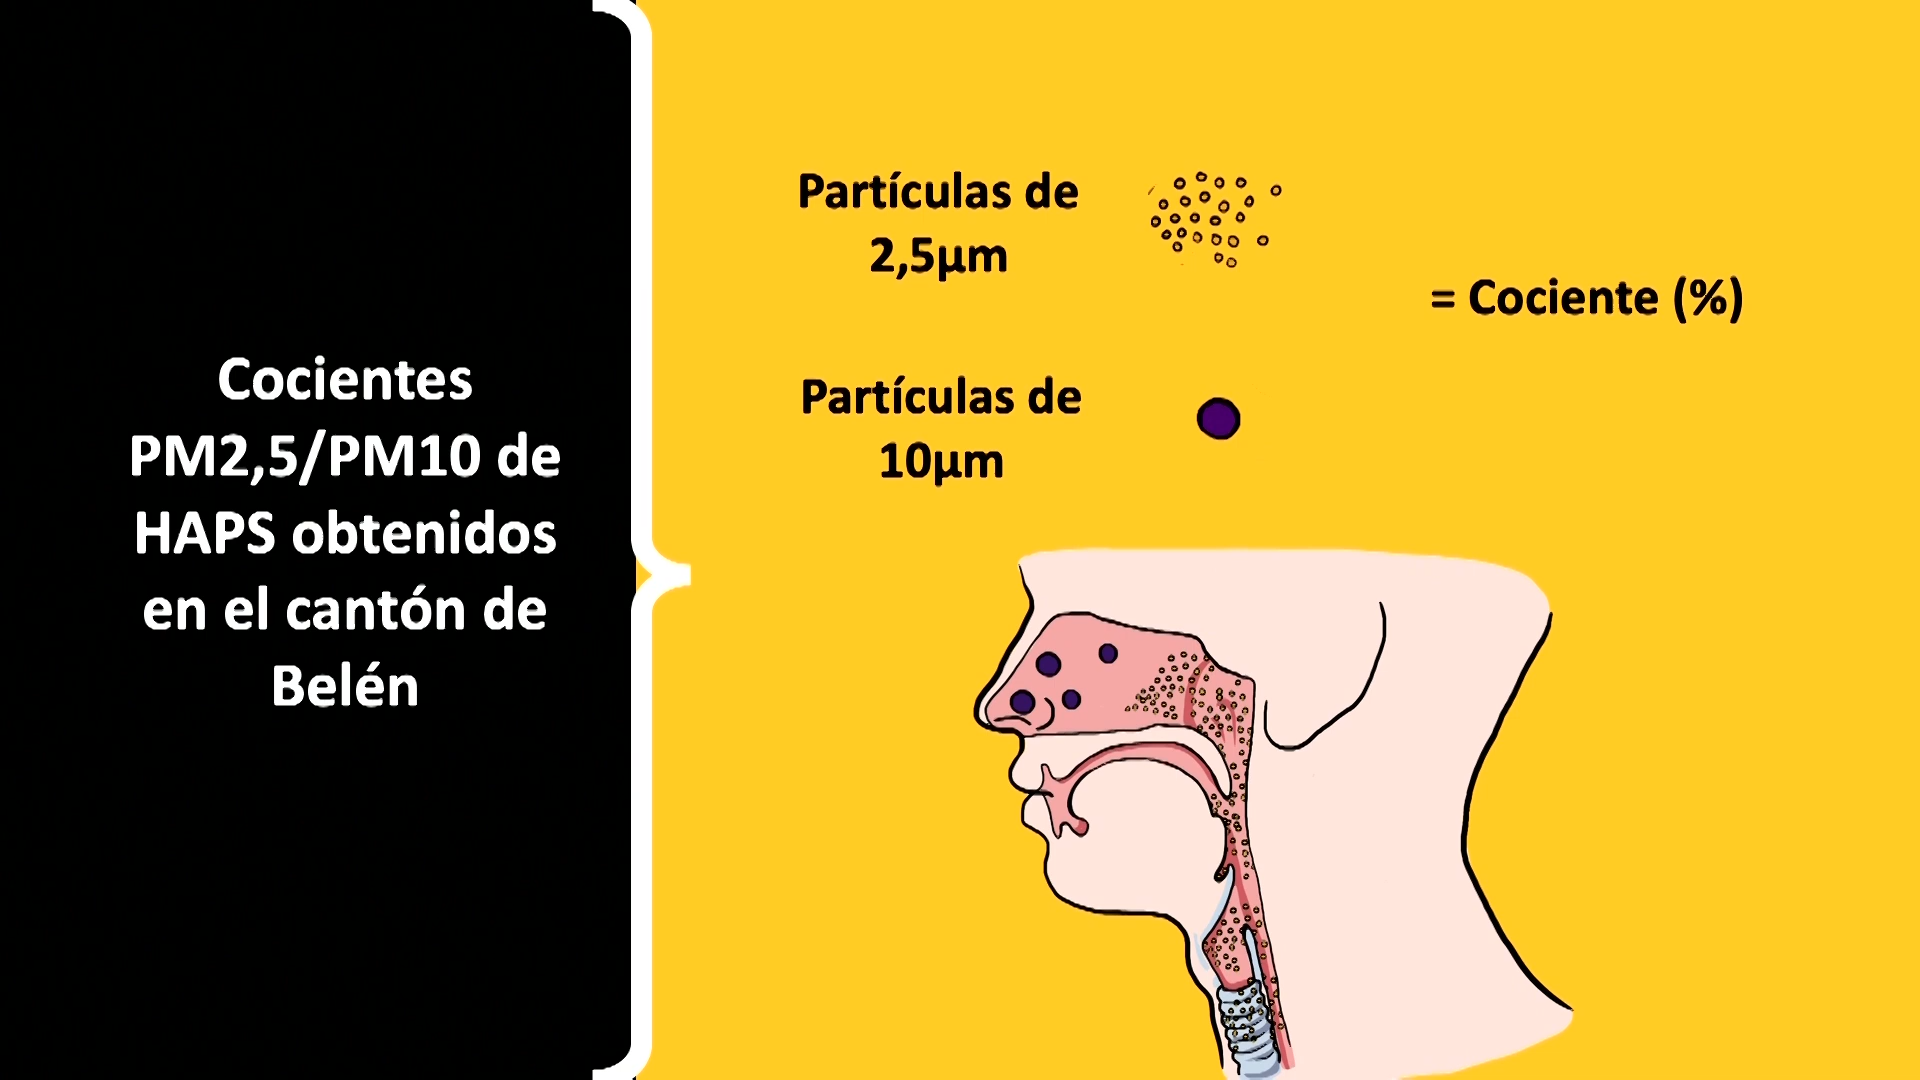 Cocientes
PM2,5/PM10 de
HAPS obtenidos
en el cantón de
Belén
Partículas de
2,5µm
= Cociente (%)
Partículas de
10µm